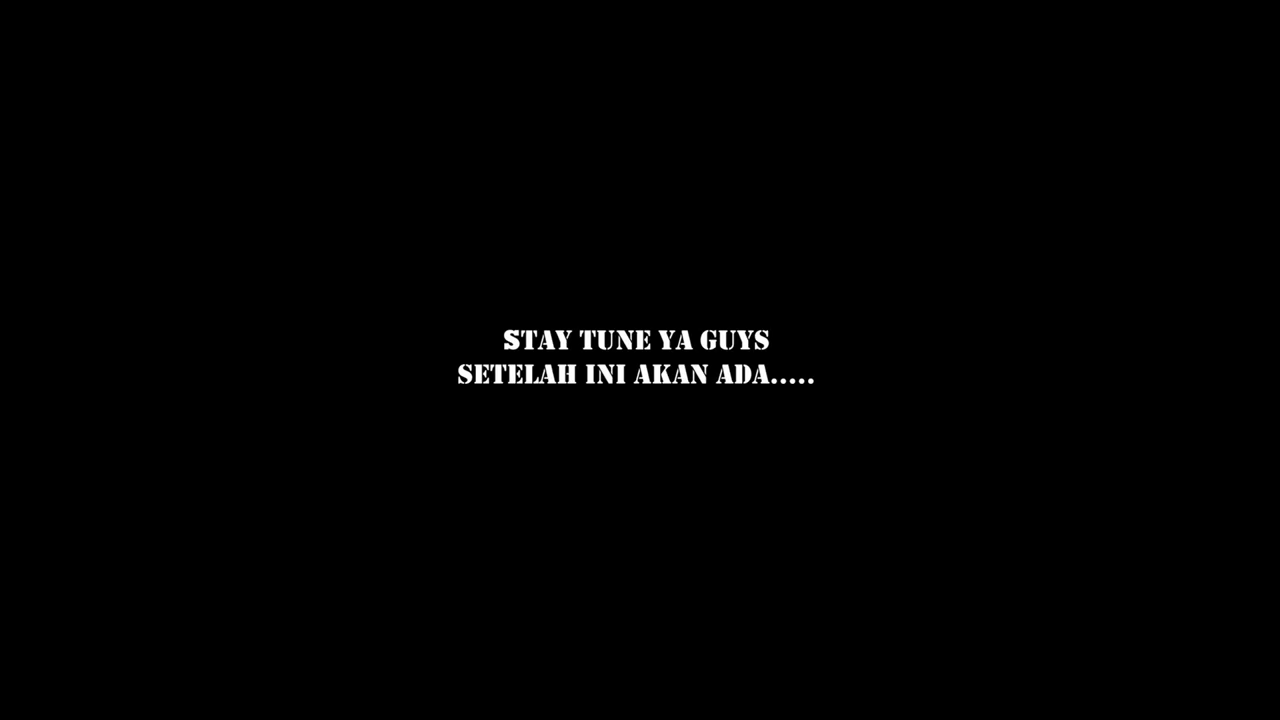 STAY TUNE YA GUYS
SETELAH INI AKAN ADA.....